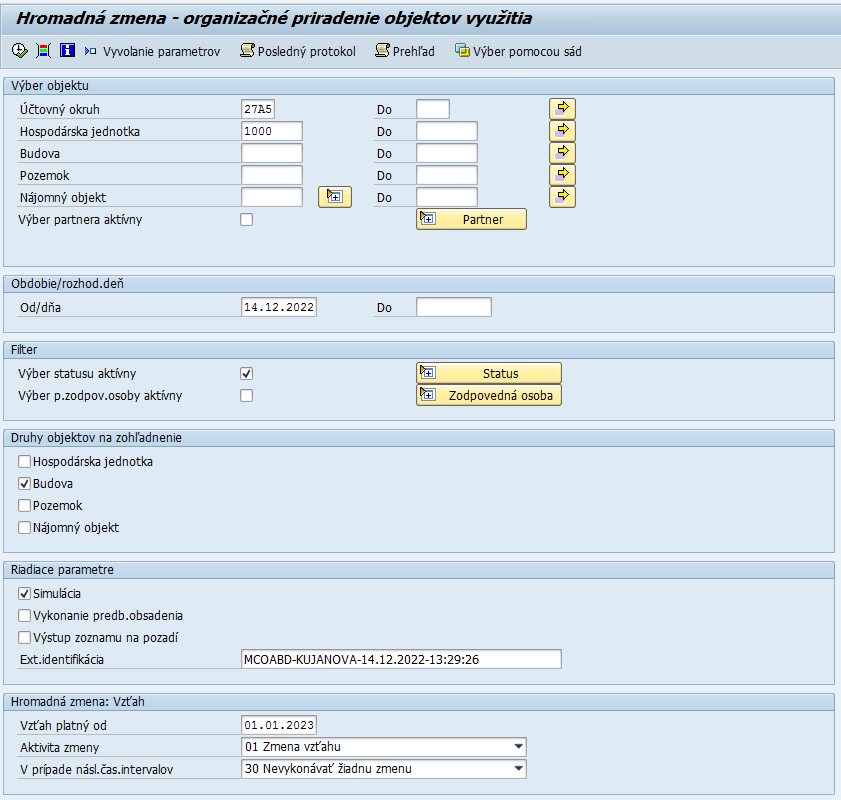 Hromadná zmena - organizačné priradenie objektov využitia
Vyvolanie parametrov Posledný protokol Prehľad Výber pomocou sád
Výber objektu
Účtovný okruh 27A5 Do
Hospodárska jednotka 1000 Do
Budova Do
Pozemok Do
Nájomný objekt Do
Výber partnera aktívny Partner
Obdobie/rozhod.deň
Od/dňa 14.12.2022 Do
Filter
Výber statusu aktívny Status
Výber p.zodpov.osoby aktívny Zodpovedná osoba
Druhy objektov na zohľadnenie
Hospodárska jednotka
Budova
Pozemok
Nájomný objekt
Riadiace parametre
Simulácia
Vykonanie predb.obsadenia
Výstup zoznamu na pozadí
Ext.identifikácia MCOABD-KUJANOVA-14.12.2022-13:29:26
Hromadná zmena: Vzťah
Vzťah platný od 01.01.2023
Aktivita zmeny 01 Zmena vzťahu
V prípade násl.čas.intervalov 30 Nevykonávať žiadnu zmenu